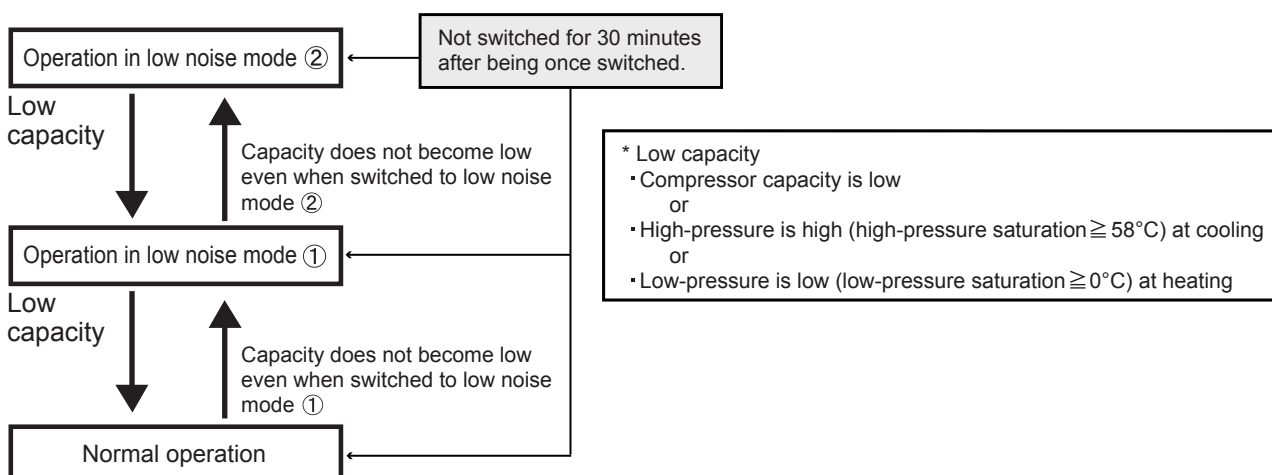 Operation in low noise mode ②
Not switched for 30 minutes
after being once switched.
Low
capacity
Capacity does not become low
even when switched to low noise
mode ②
Operation in low noise mode ①
Low
capacity
Capacity does not become low
even when switched to low noise
mode ①
Normal operation
* Low capacity
・Compressor capacity is low
or
・High-pressure is high (high-pressure saturation ≧ 58°C) at cooling
or
・Low-pressure is low (low-pressure saturation ≧ 0°C) at heating